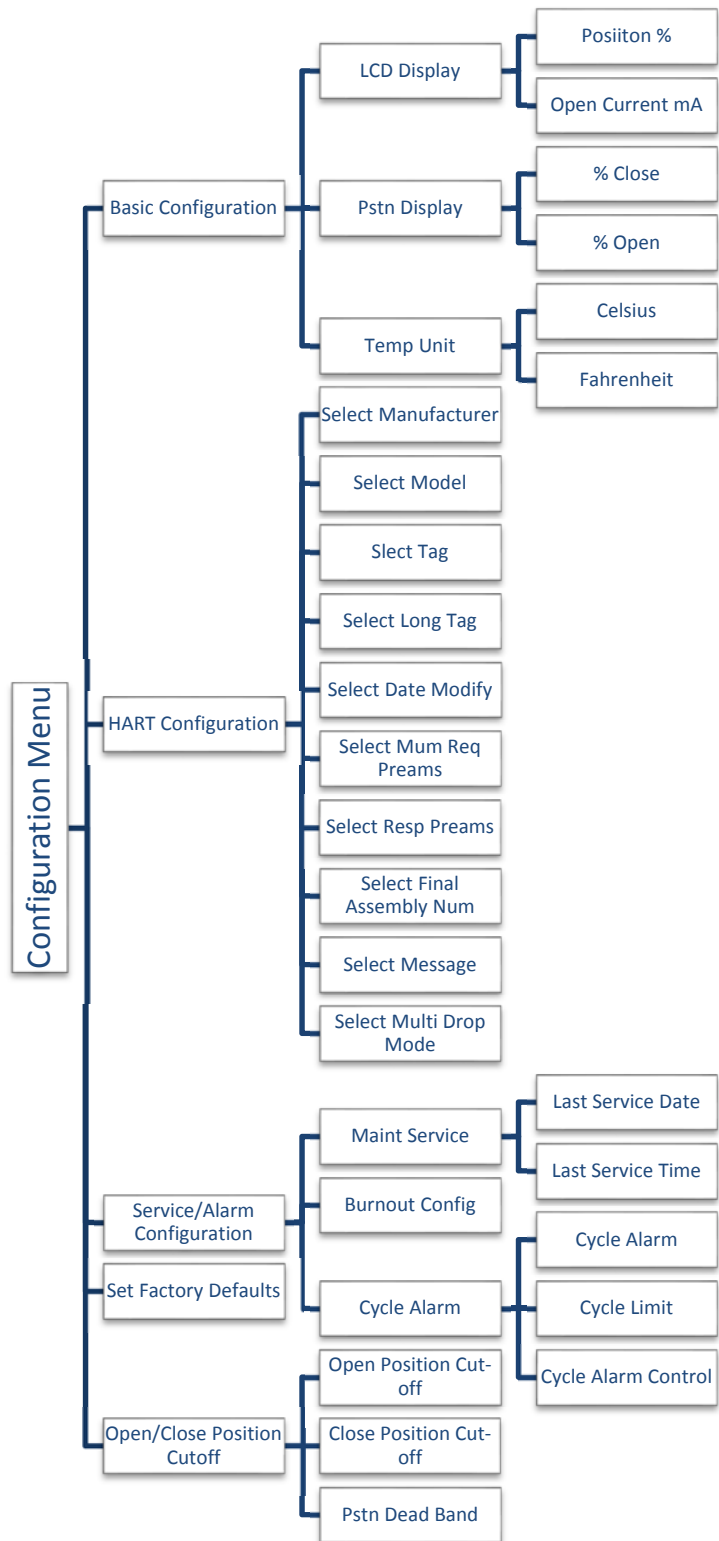 Configuration Menu
Basic Configuration
LCD Display
Posiiton %
Open Current mA
Pstn Display
% Close
% Open
Temp Unit
Celsius
Fahrenheit
HART Configuration
Select Manufacturer
Select Model
Slect Tag
Select Long Tag
Select Date Modify
Select Mum Req
Preams
Select Resp Preams
Select Final
Assembly Num
Select Message
Select Multi Drop
Mode
Service/Alarm
Configuration
Maint Service
Last Service Date
Last Service Time
Burnout Config
Cycle Alarm
Cycle Alarm
Cycle Limit
Cycle Alarm Control
Set Factory Defaults
Open/Close Position
Cutoff
Open Position Cut-
off
Close Position Cut-
off
Pstn Dead Band